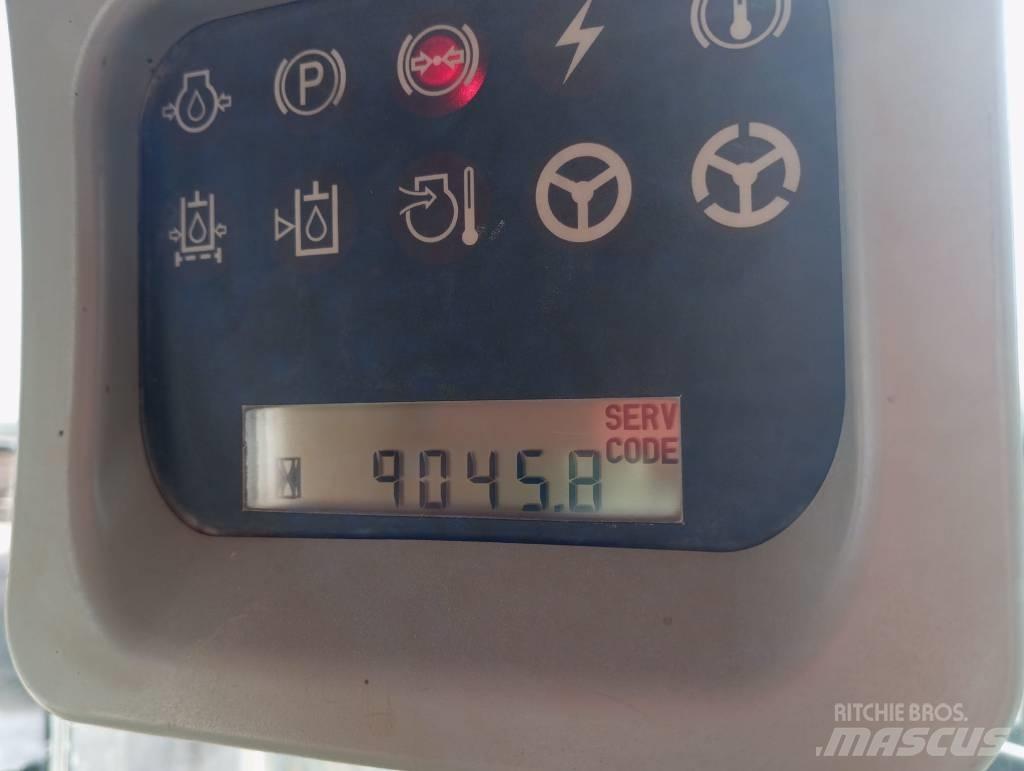 P
SERV
CODE
9045.8
RITCHIE BROS.
MASCUS